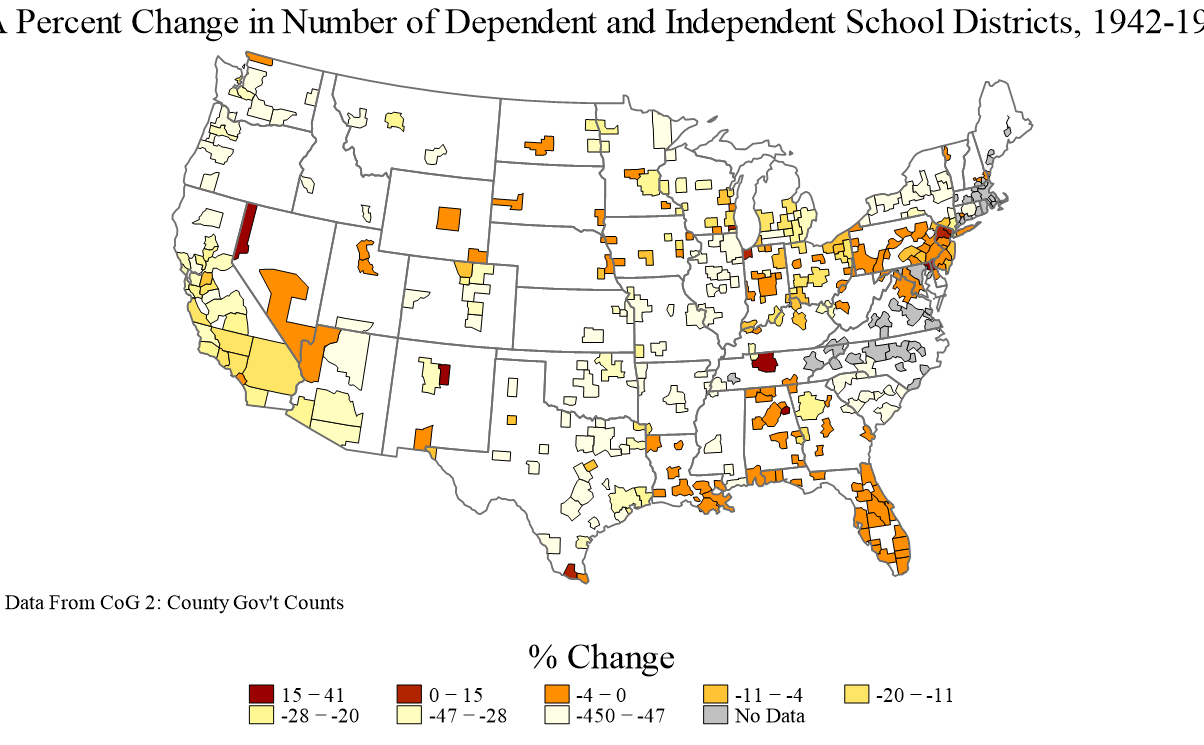 Percent Change in Number of Dependent and Independent School Districts, 1942-19
Data From CoG 2: County Gov't Counts
% Change
15 − 41
0 − 15
-4 − 0
-11 − -4
-20 − -11
-28 − -20
-47 − -28
-450 − -47
No Data